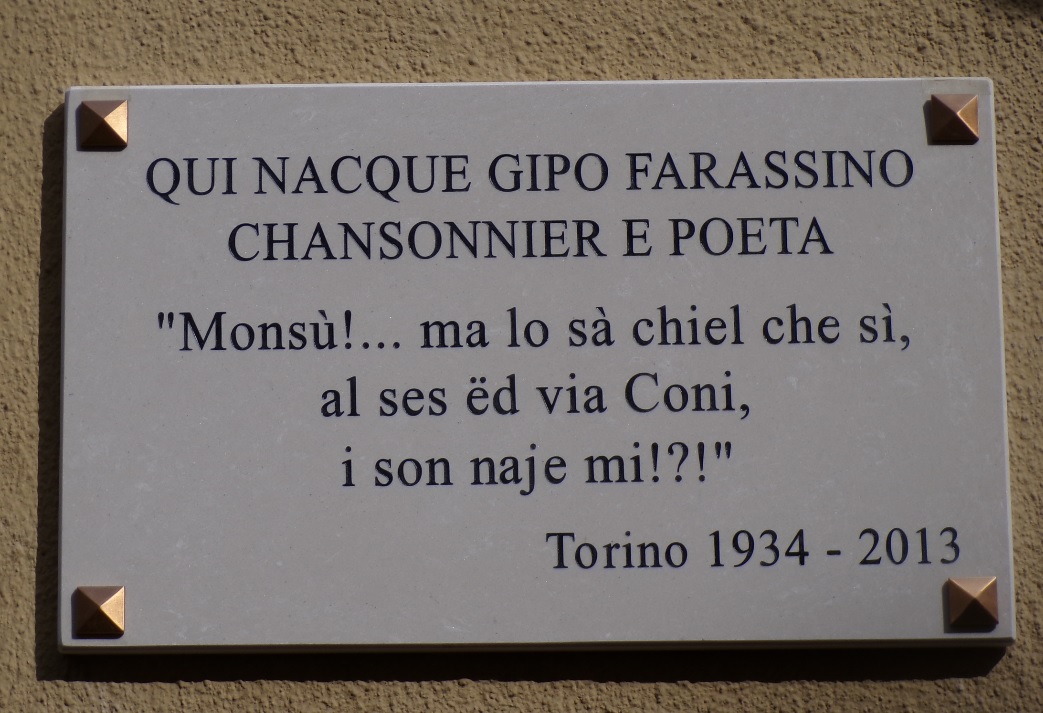 QUI NACQUE GIPO FARASSINO
CHANSONNIER E POETA
"Monsù!... ma lo sà chiel che sì,
al ses ëd via Coni,
i son naje mi!?!"
Torino 1934 - 2013